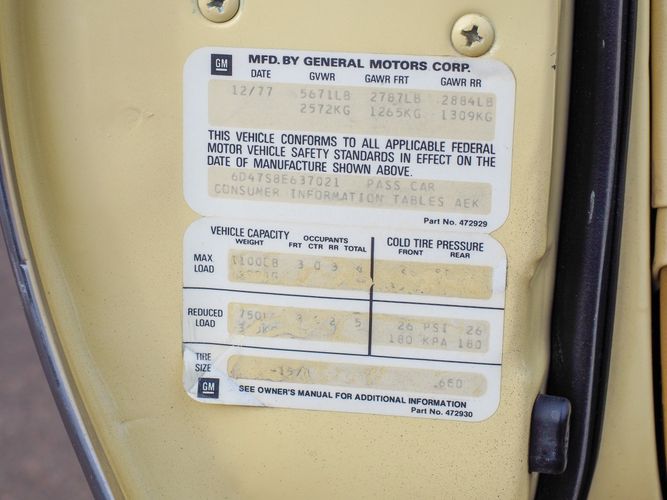 GM MFD. BY GENERAL MOTORS CORP.
DATE GVWR GAWR FRT GAWR RR
12/77 5671LB 2787LB 2884LB
2572KG 1265KG 1309KG
THIS VEHICLE CONFORMS TO ALL APPLICABLE FEDERAL
MOTOR VEHICLE SAFETY STANDARDS IN EFFECT ON THE
DATE OF MANUFACTURE SHOWN ABOVE.
6D47S8E637021 PASS CAR
CONSUMER INFORMATION TABLES AEK
Part No. 472929
VEHICLE CAPACITY OCCUPANTS COLD TIRE PRESSURE
WEIGHT FRT CTR RR TOTAL FRONT REAR
MAX
LOAD
REDUCED
LOAD
26 PSI 26
180 KPA 180
TIRE
SIZE
GM SEE OWNER'S MANUAL FOR ADDITIONAL INFORMATION
Part No. 472930